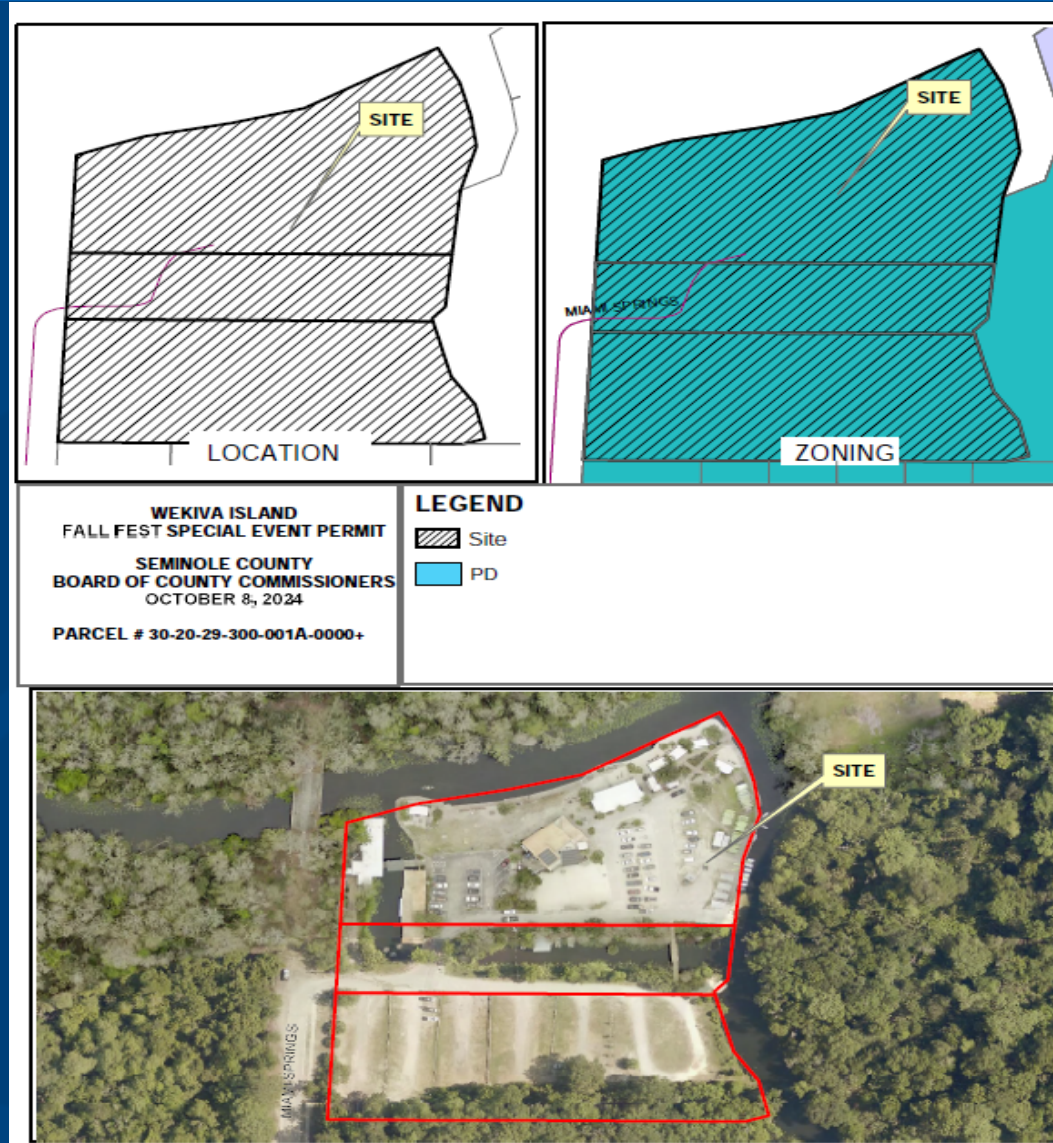 SITE
LOCATION
SITE
MIAMI SPRINGS
ZONING
WEKIVA ISLAND
FALL FEST SPECIAL EVENT PERMIT
SEMINOLE COUNTY
BOARD OF COUNTY COMMISSIONERS
OCTOBER 8, 2024
PARCEL # 30-20-29-300-001A-0000+
LEGEND
Site
PD
SITE
MIAMI SPRINGS